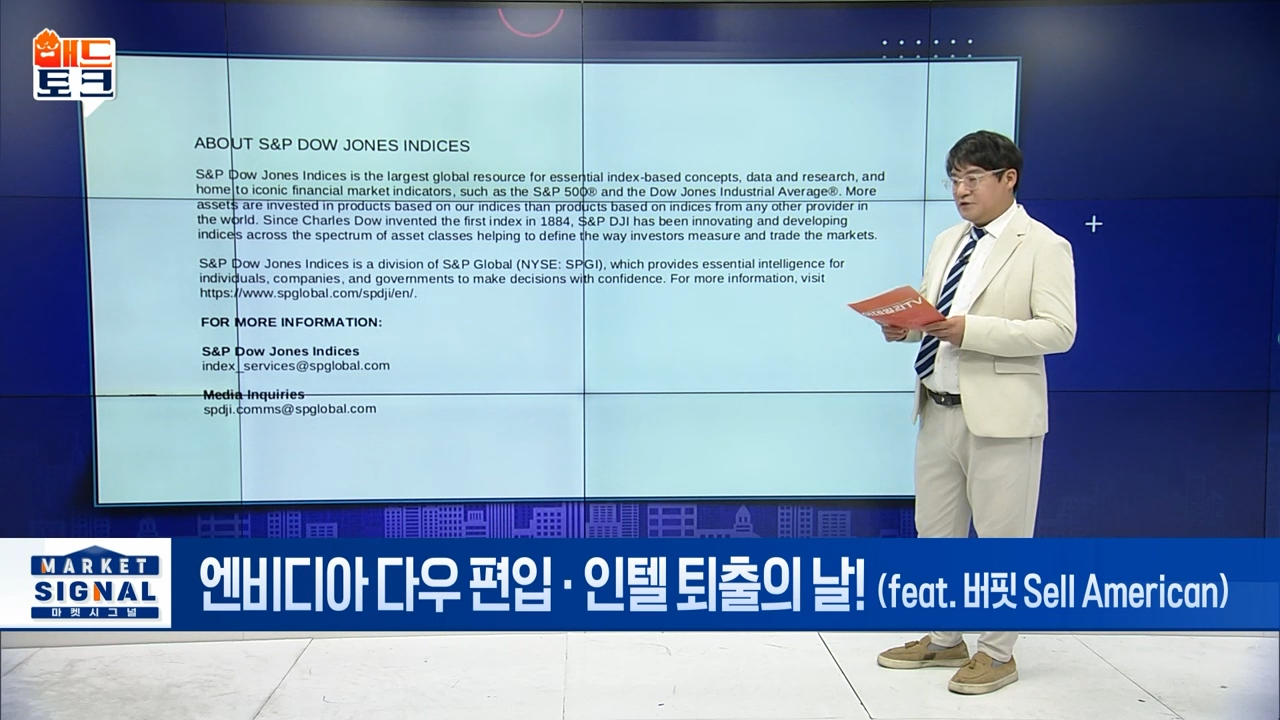 매드
토크
ABOUT S&P DOW JONES INDICES
S&P Dow Jones Indices is the largest global resource for essential index-based concepts, data and research, and
home to iconic financial market indicators, such as the S&P 500® and the Dow Jones Industrial Average®. More
assets are invested in products based on our indices than products based on indices from any other provider in
the world. Since Charles Dow invented the first index in 1884, S&P DJI has been innovating and developing
indices across the spectrum of asset classes helping to define the way investors measure and trade the markets.
S&P Dow Jones Indices is a division of S&P Global (NYSE: SPGI), which provides essential intelligence for
individuals, companies, and governments to make decisions with confidence. For more information, visit
https://www.spglobal.com/spdji/en/.
FOR MORE INFORMATION:
S&P Dow Jones Indices
index_services@spglobal.com
Media Inquiries
spdji.comms@spglobal.com
이데일리TV
MARKET
SIGNAL
마켓시그널
엔비디아 다우 편입·인텔 퇴출의 날! (feat. 버핏 Sell American)